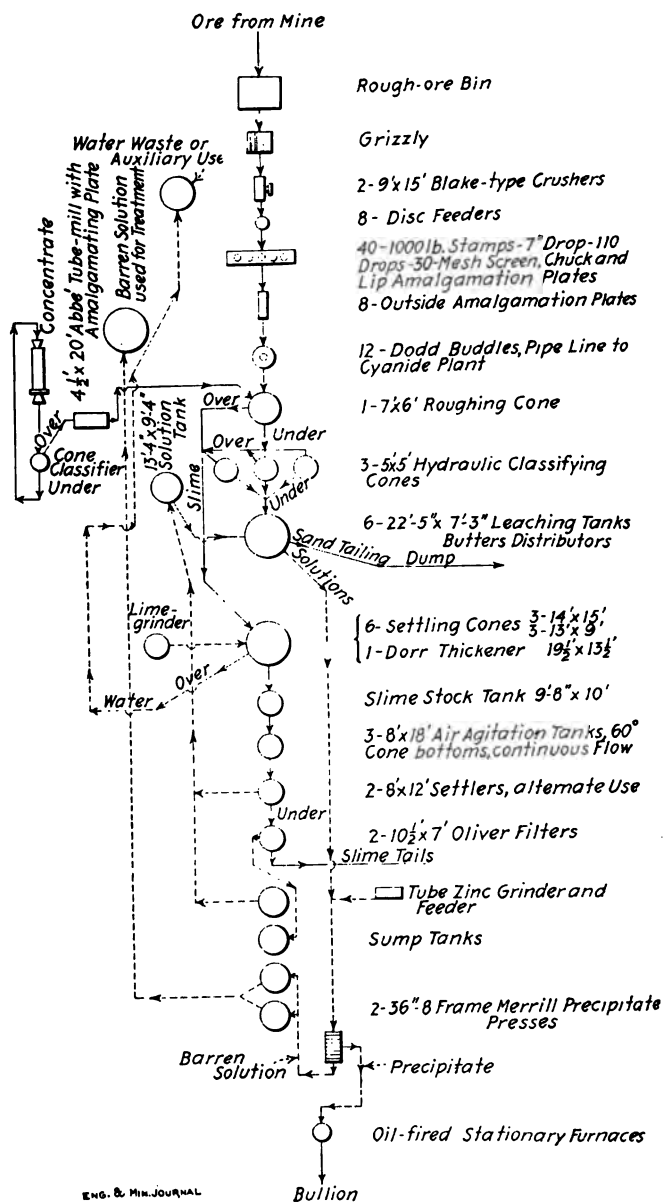 Ore from Mine
Rough-ore Bin
Grizzly
Water Waste or
Auxiliary Use
2-9'x15' Blake-type Crushers
8- Disc Feeders
40-1000 lb. Stamps-7" Drop-110
Drops-30-Mesh Screen, Chuck and
Lip Amalgamation Plates
8-Outside Amalgamation Plates
Concentrate
4½' x 20' Abbe' Tube-mill with
Amalgamating Plate
Barren Solution
used for Treatment
12-Dodd Buddles, Pipe Line to
Cyanide Plant
Over
1-7'x6' Roughing Cone
Under
Over
Cone
Classifier
Under
13'-4" x 9'-4"
Solution
Tank
Slime
Over
Under
3-5'x5' Hydraulic Classifying
Cones
6-22'-5" x 7'-3" Leaching Tanks
Butters Distributors
Sand Tailing
Dump
Solutions
Lime-
grinder
6-Settling Cones 3-14'x15'
3-13'x9'
1-Dorr Thickener 19½' x 13½'
Over
Water
Slime Stock Tank 9'-8" x 10'
3-8'x18' Air Agitation Tanks, 60°
Cone bottoms, continuous Flow
2-8'x12' Settlers, alternate Use
Under
2-10½' x 7' Oliver Filters
Slime Tails
Tube Zinc Grinder and
Feeder
Sump Tanks
2-36"-8 Frame Merrill Precipitate
Presses
Barren
Solution
Precipitate
Oil-fired Stationary Furnaces
ENG. & MIN. JOURNAL
Bullion